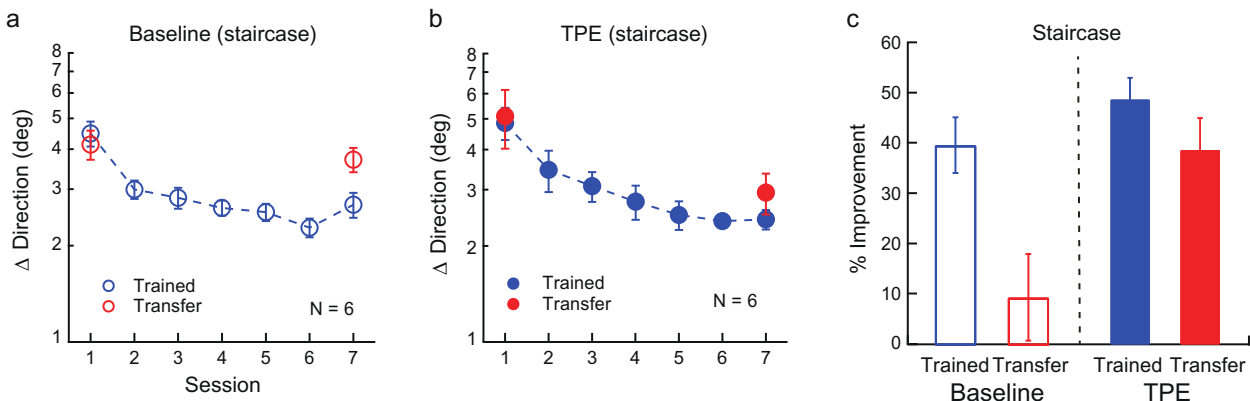 a
Baseline (staircase)
Δ Direction (deg)
8
7
6
5
4
3
2
1
Trained
Transfer
N = 6
1 2 3 4 5 6 7
Session
b
TPE (staircase)
Δ Direction (deg)
8
7
6
5
4
3
2
1
Trained
Transfer
N = 6
1 2 3 4 5 6 7
c
Staircase
% Improvement
60
50
40
30
20
10
0
Trained Transfer Trained Transfer
Baseline TPE